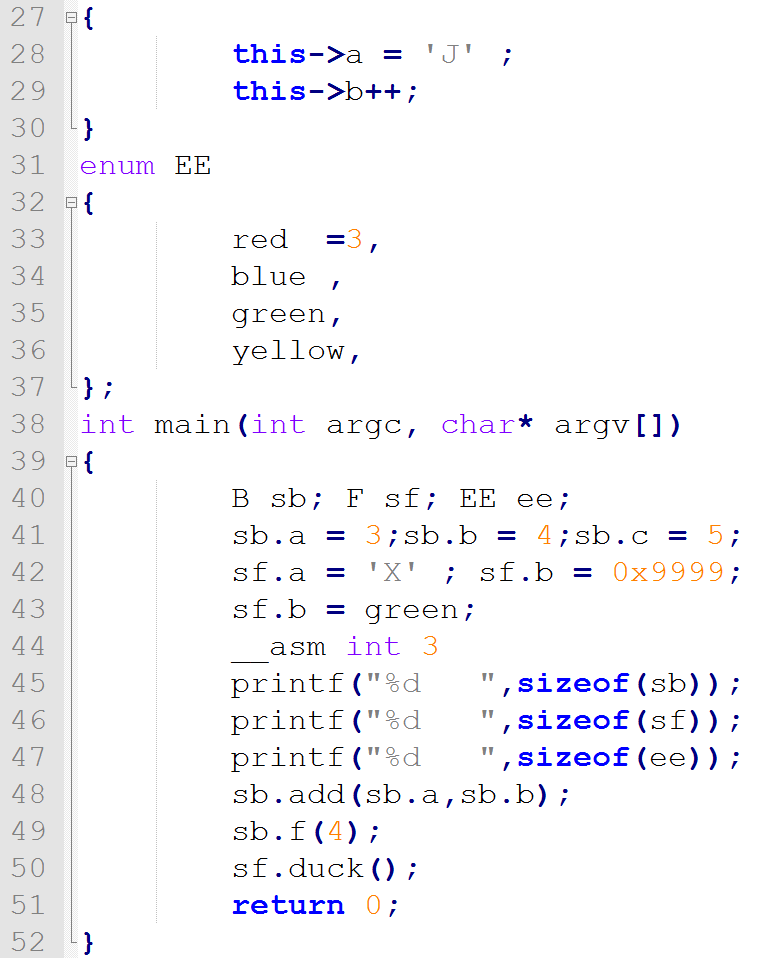 27 {
28 this->a = 'J' ;
29 this->b++;
30 }
31 enum EE
32 {
33 red =3,
34 blue ,
35 green,
36 yellow,
37 };
38 int main(int argc, char* argv[])
39 {
40 B sb; F sf; EE ee;
41 sb.a = 3;sb.b = 4;sb.c = 5;
42 sf.a = 'X' ; sf.b = 0x9999;
43 sf.b = green;
44 __asm int 3
45 printf("%d   ",sizeof(sb));
46 printf("%d   ",sizeof(sf));
47 printf("%d   ",sizeof(ee));
48 sb.add(sb.a,sb.b);
49 sb.f(4);
50 sf.duck();
51 return 0;
52 }